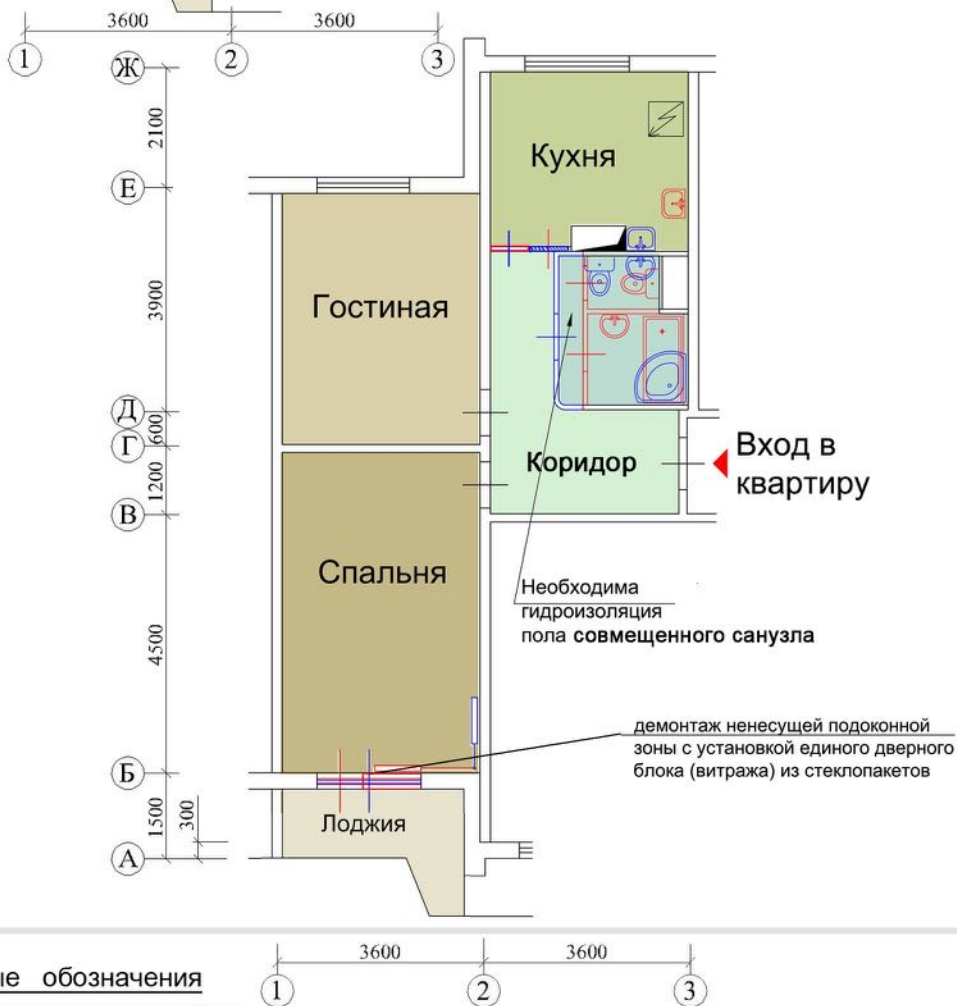 3600 3600
1 2 3
Ж
2100
Кухня
Е
Гостиная
3900
Д
600
Г
Вход в
квартиру
Коридор
1200
В
Спальня
Необходима
гидроизоляция
пола совмещенного санузла
4500
демонтаж ненесущей подоконной
зоны с установкой единого дверного
блока (витража) из стеклопакетов
Б
1500
300
Лоджия
А
3600 3600
ые обозначения
1 2 3